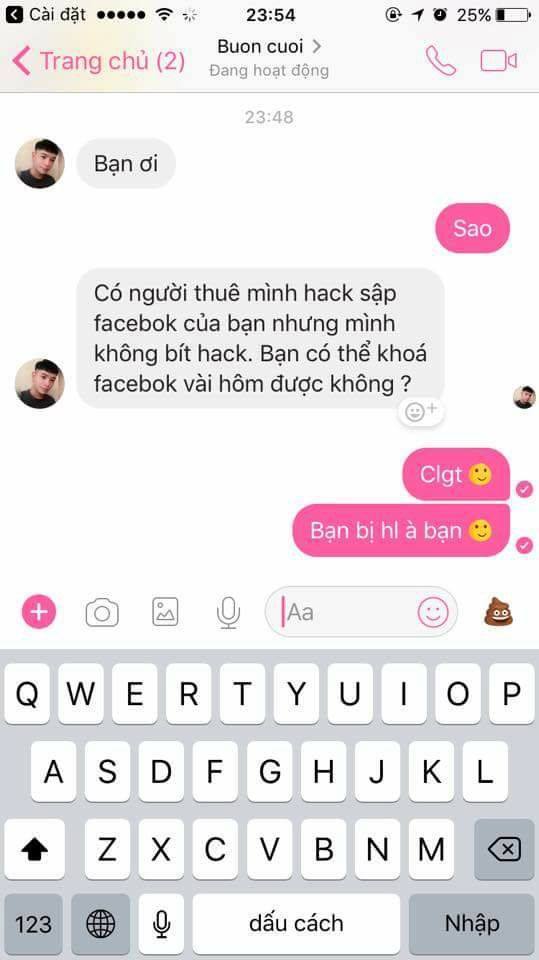 Cài đặt 23:54 25%
Trang chủ (2)
Buon cuoi
Đang hoạt động
23:48
Bạn ơi
Sao
Có người thuê mình hack sập
facebok của bạn nhưng mình
không bít hack. Bạn có thể khoá
facebok vài hôm được không ?
Clgt 🙂
Bạn bị hl à bạn 🙂
Aa
Q W E R T Y U I O P
A S D F G H J K L
Z X C V B N M
123 dấu cách Nhập